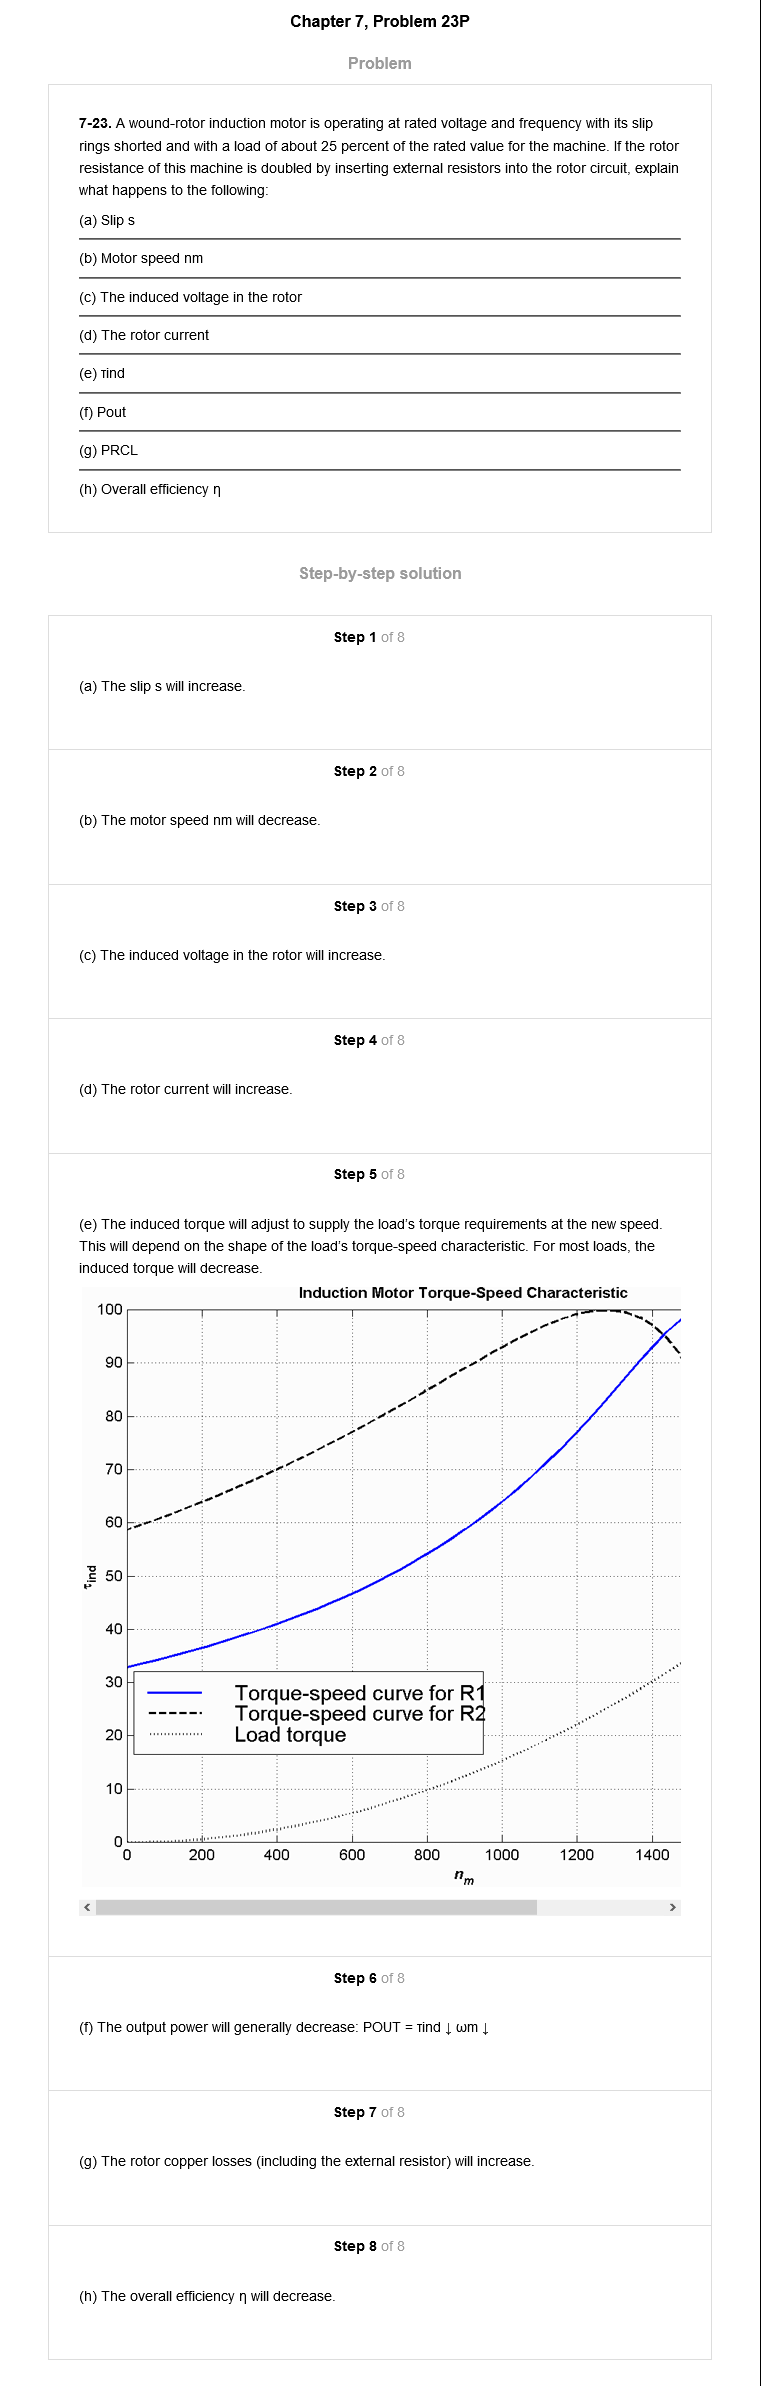 Chapter 7, Problem 23P
Problem
7-23. A wound-rotor induction motor is operating at rated voltage and frequency with its slip
rings shorted and with a load of about 25 percent of the rated value for the machine. If the rotor
resistance of this machine is doubled by inserting external resistors into the rotor circuit, explain
what happens to the following:
(a) Slip s
(b) Motor speed nm
(c) The induced voltage in the rotor
(d) The rotor current
(e) τind
(f) Pout
(g) PRCL
(h) Overall efficiency η
Step-by-step solution
Step 1 of 8
(a) The slip s will increase.
Step 2 of 8
(b) The motor speed nm will decrease.
Step 3 of 8
(c) The induced voltage in the rotor will increase.
Step 4 of 8
(d) The rotor current will increase.
Step 5 of 8
(e) The induced torque will adjust to supply the load's torque requirements at the new speed.
This will depend on the shape of the load's torque-speed characteristic. For most loads, the
induced torque will decrease.
Induction Motor Torque-Speed Characteristic
100
90
80
70
60
50
40
30
20
10
0
τind
Torque-speed curve for R1
Torque-speed curve for R2
Load torque
0 200 400 600 800 1000 1200 1400
nm
Step 6 of 8
(f) The output power will generally decrease: POUT = τind ↓ ωm ↓
Step 7 of 8
(g) The rotor copper losses (including the external resistor) will increase.
Step 8 of 8
(h) The overall efficiency η will decrease.